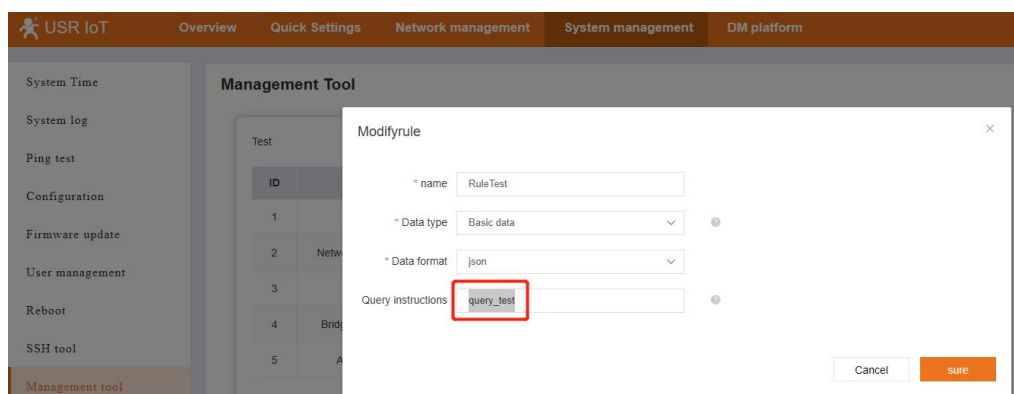 USR IoT Overview Quick Settings Network management System management DM platform
System Time
System log
Ping test
Configuration
Firmware update
User management
Reboot
SSH tool
Management tool
Management Tool
Test
ID
1
2
3
4
5
Modifyrule
* name RuleTest
* Data type Basic data
* Data format json
Query instructions query_test
Cancel sure